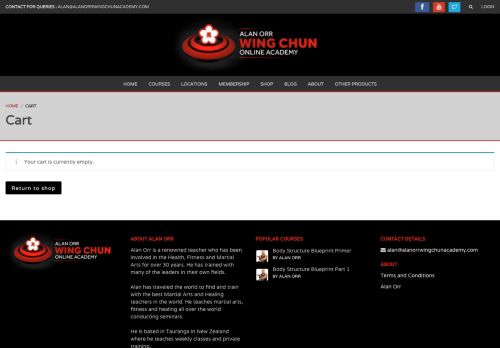 CONTACT FOR QUERIES : ALAN@ALANORRWINGCHUNACADEMY.COM
LOGIN
ALAN ORR
WING CHUN
ONLINE ACADEMY
HOME COURSES LOCATIONS MEMBERSHIP SHOP BLOG ABOUT OTHER PRODUCTS
HOME / CART
Cart
Your cart is currently empty.
Return to shop
ALAN ORR
WING CHUN
ONLINE ACADEMY
ABOUT ALAN ORR
Alan Orr is a renowned teacher who has been
involved in the Health, Fitness and Martial
Arts for over 30 years. He has trained with
many of the leaders in their own fields.
Alan has traveled the world to find and train
with the best Martial Arts and Healing
teachers in the world. He teaches martial arts,
fitness and healing all over the world
conducting seminars.
He is based in Tauranga in New Zealand
where he teaches weekly classes and private
training.
POPULAR COURSES
Body Structure Blueprint Primer
BY ALAN ORR
Body Structure Blueprint Part 1
BY ALAN ORR
CONTACT DETAILS
alan@alanorrwingchunacademy.com
ABOUT
Terms and Conditions
Alan Orr